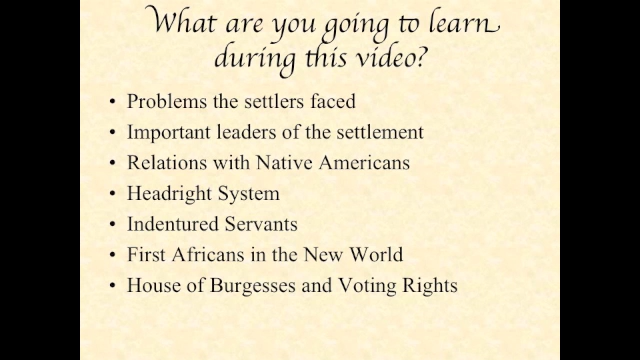 What are you going to learn
during this video?
• Problems the settlers faced
• Important leaders of the settlement
• Relations with Native Americans
• Headright System
• Indentured Servants
• First Africans in the New World
• House of Burgesses and Voting Rights